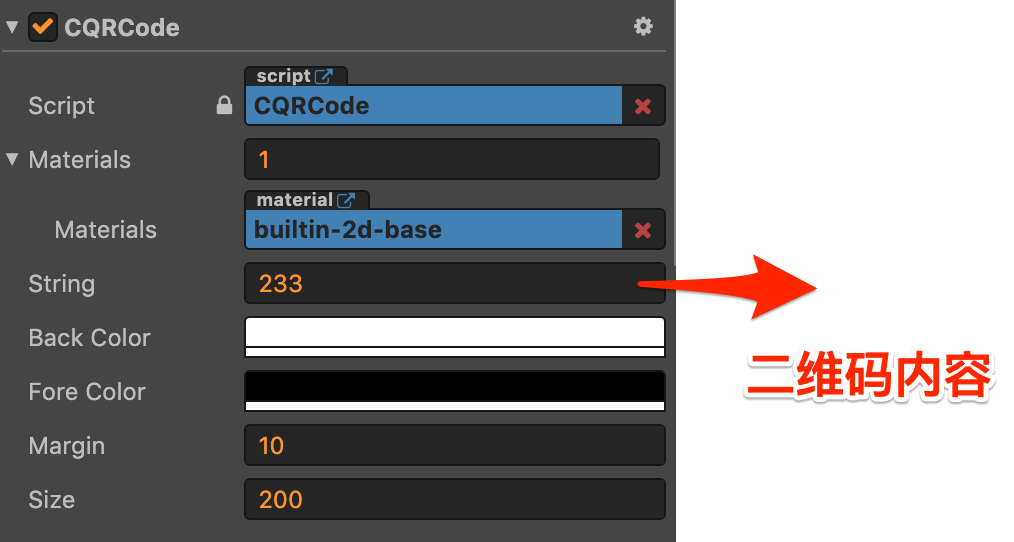 CQRCode
script
Script
CQRCode
Materials
1
material
Materials
builtin-2d-base
String
233
二维码内容
Back Color
Fore Color
Margin
10
Size
200